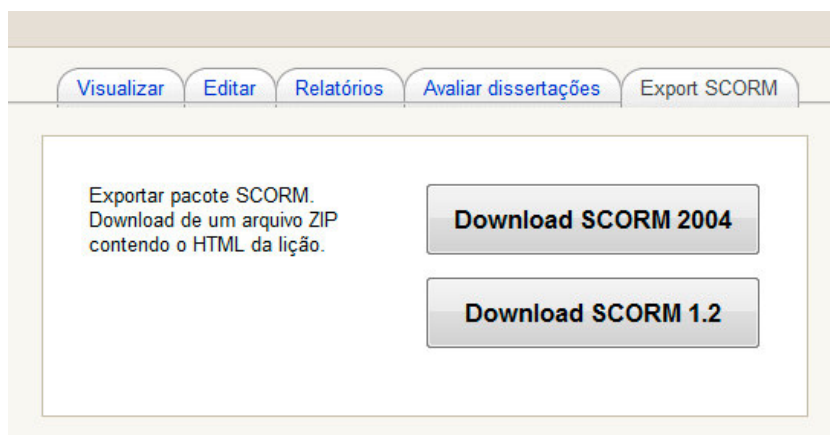 Visualizar Editar Relatórios Avaliar dissertações Export SCORM
Exportar pacote SCORM.
Download de um arquivo ZIP
contendo o HTML da lição.
Download SCORM 2004
Download SCORM 1.2